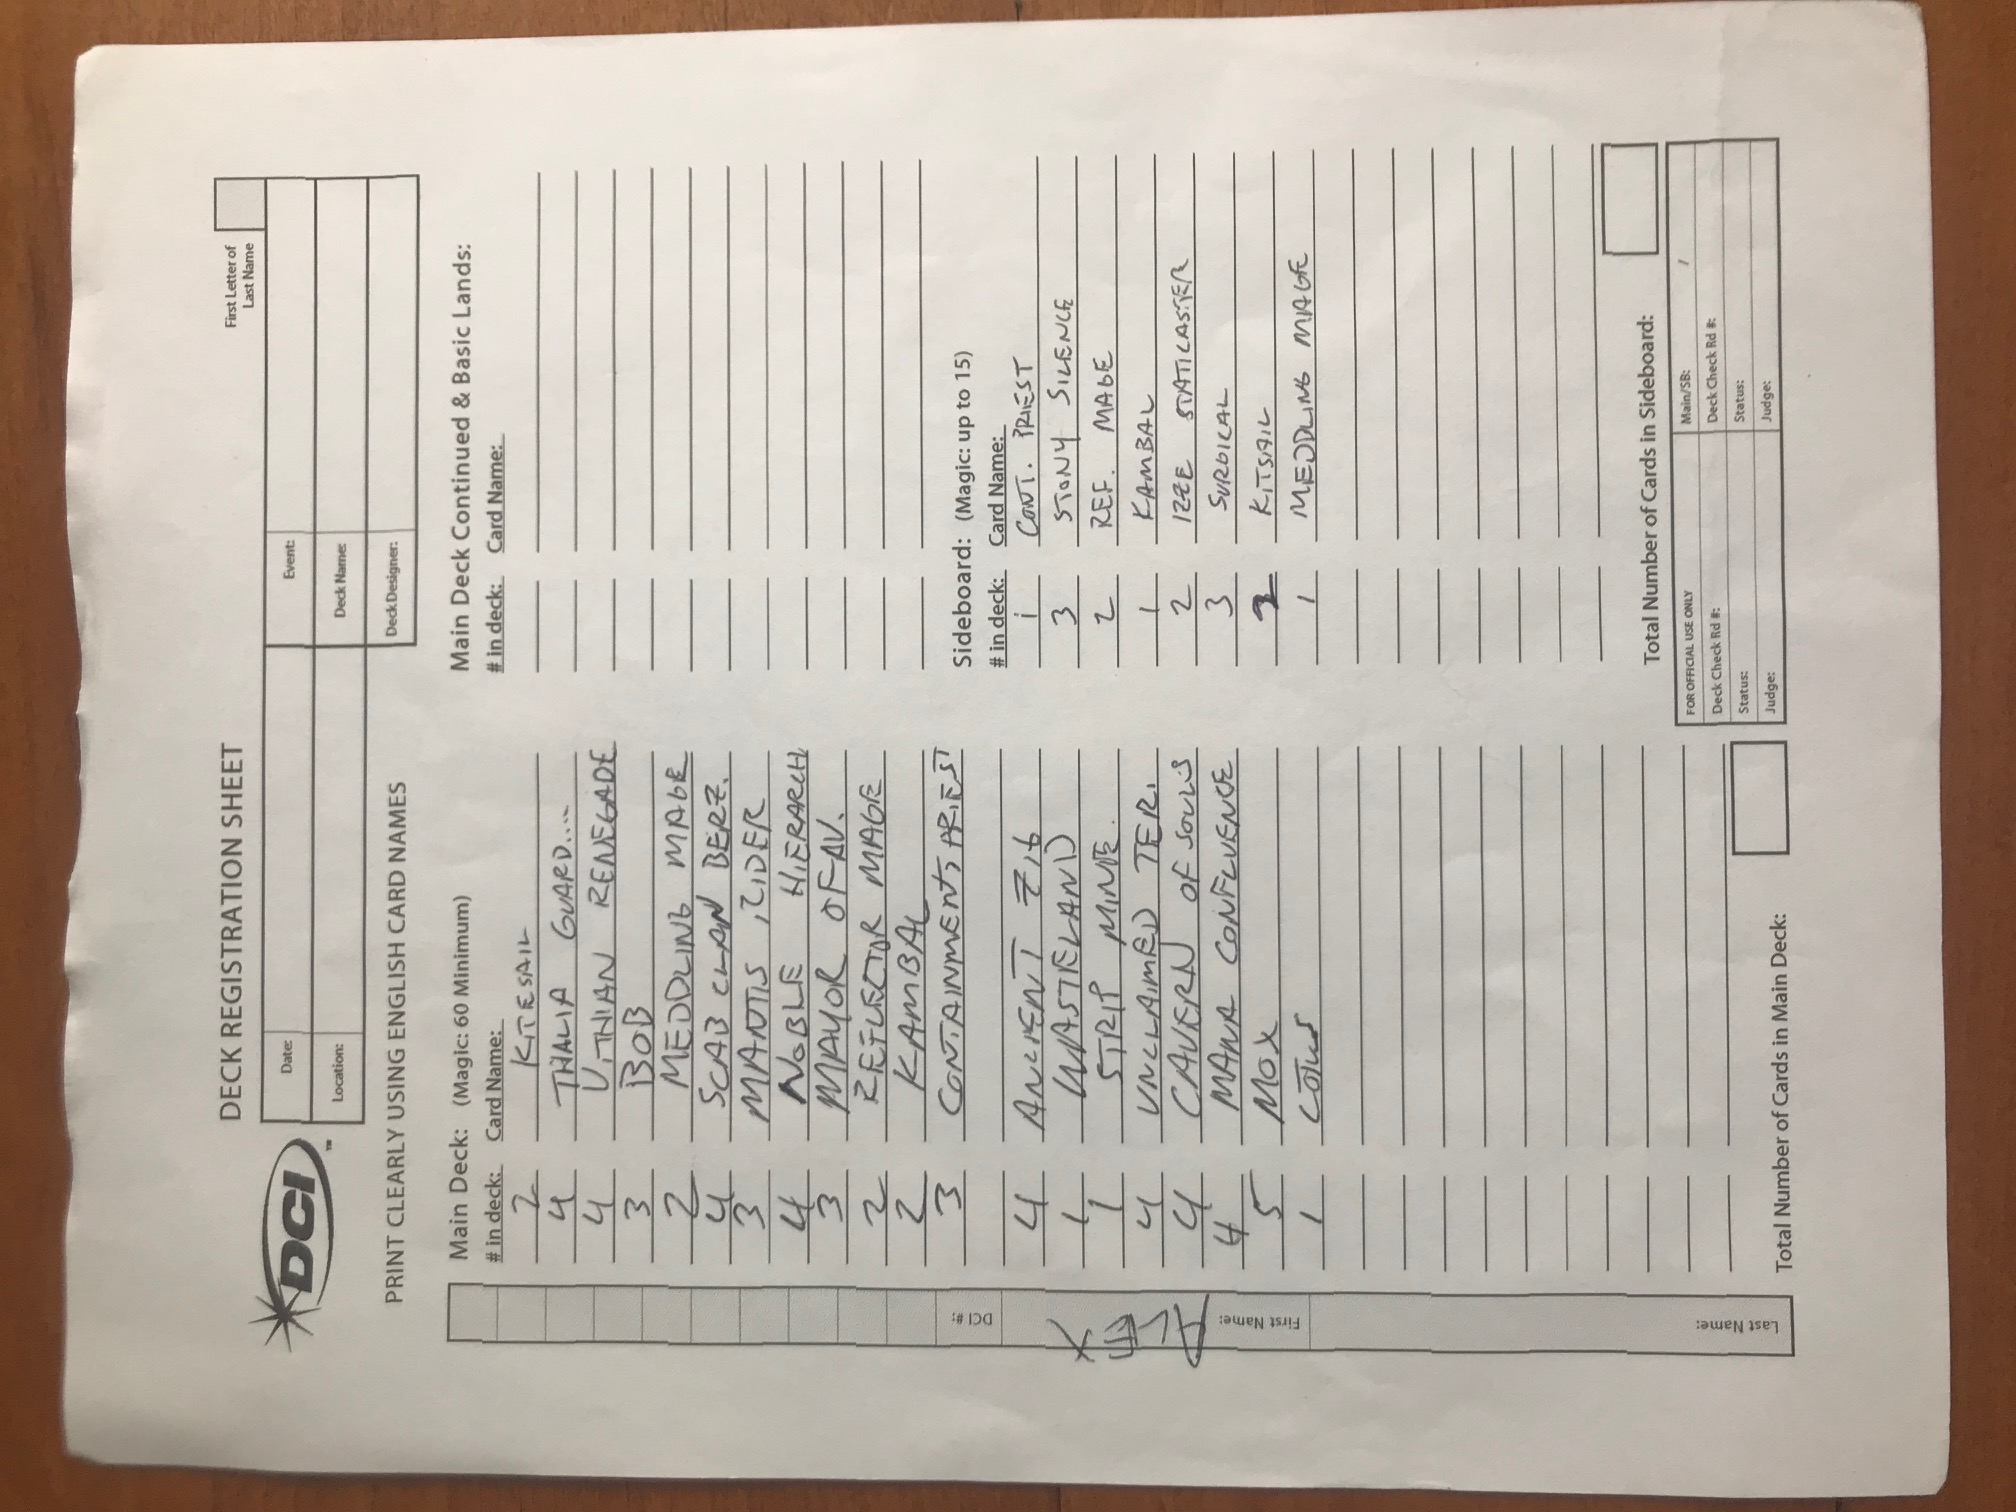 DECK REGISTRATION SHEET
First Letter of
Last Name
DCI
TM
Date:
Event:
Location:
Deck Name:
Deck Designer:
PRINT CLEARLY USING ENGLISH CARD NAMES
Main Deck: (Magic: 60 Minimum)
# in deck: Card Name:
2 KITESAIL
4 THALIA GUARD....
4 VITHIAN RENEGADE
3 BOB
2 MEDDLING MAGE
4 SCAB CLAN BERZ.
3 MANTIS RIDER
4 NOBLE HIERARCH
3 MAYOR OF AV.
2 REFLECTOR MAGE
2 KAMBAL
3 CONTAINMENT PRIEST
4 ANCIENT ZIG
1 WASTELAND
1 STRIP MINE.
4 UNCLAIMED TER.
4 CAVERN OF SOULS
4 MANA CONFLUENCE
5 MOX
1 LOTUS
Total Number of Cards in Main Deck:
Main Deck Continued & Basic Lands:
# in deck: Card Name:
Sideboard: (Magic: up to 15)
# in deck: Card Name:
1 CONT. PRIEST
3 STONY SILENCE
2 REF. MAGE
1 KAMBAL
2 IZZE STATICASTER
3 SURGICAL
2 KITSAIL
1 MEDDLING MAGE
Total Number of Cards in Sideboard:
FOR OFFICIAL USE ONLY
Main/SB: /
Deck Check Rd #:
Deck Check Rd #:
Status:
Status:
Judge:
Judge:
DCI #:
First Name: ALEX
Last Name: